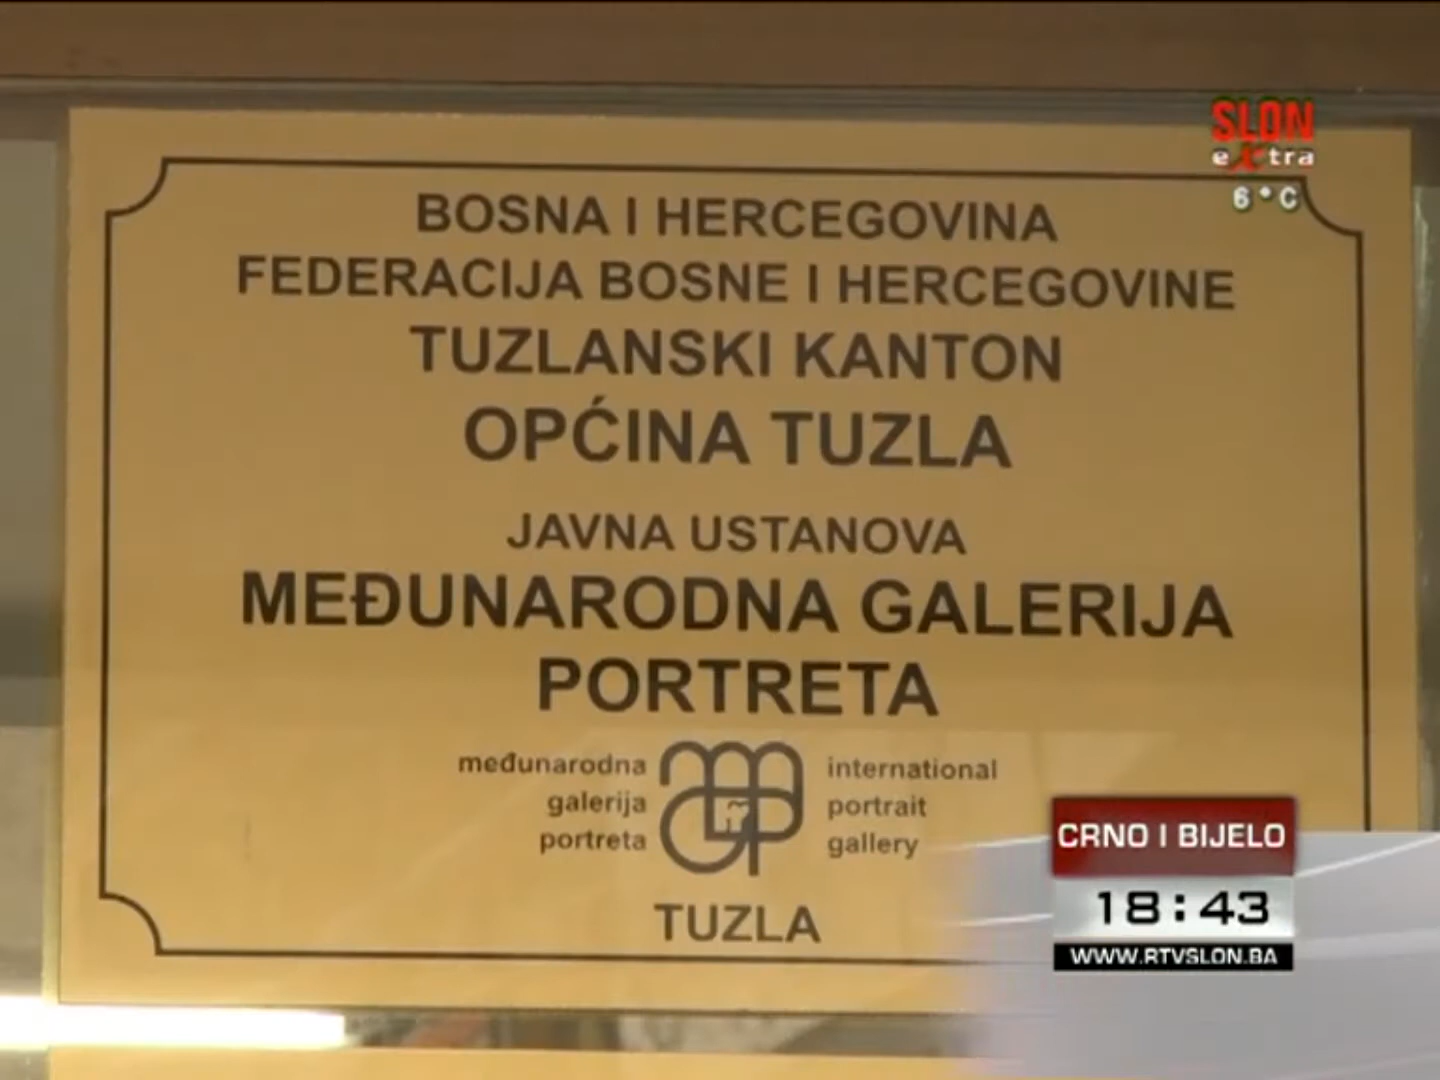 SLON
extra
6°C
BOSNA I HERCEGOVINA
FEDERACIJA BOSNE I HERCEGOVINE
TUZLANSKI KANTON
OPĆINA TUZLA
JAVNA USTANOVA
MEĐUNARODNA GALERIJA
PORTRETA
međunarodna
galerija
portreta
international
portrait
gallery
TUZLA
CRNO I BIJELO
18:43
WWW.RTVSLON.BA